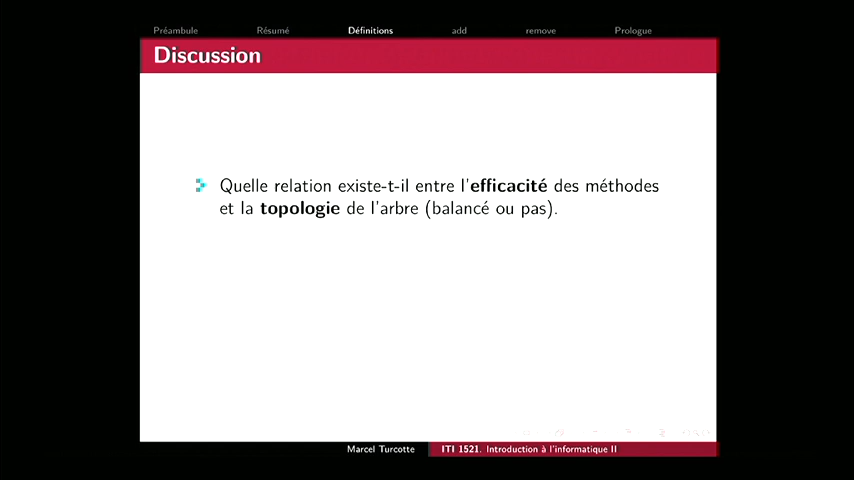 Préambule Résumé Définitions add remove Prologue
Discussion
Quelle relation existe-t-il entre l'efficacité des méthodes
et la topologie de l'arbre (balancé ou pas).
Marcel Turcotte ITI 1521. Introduction à l'informatique II